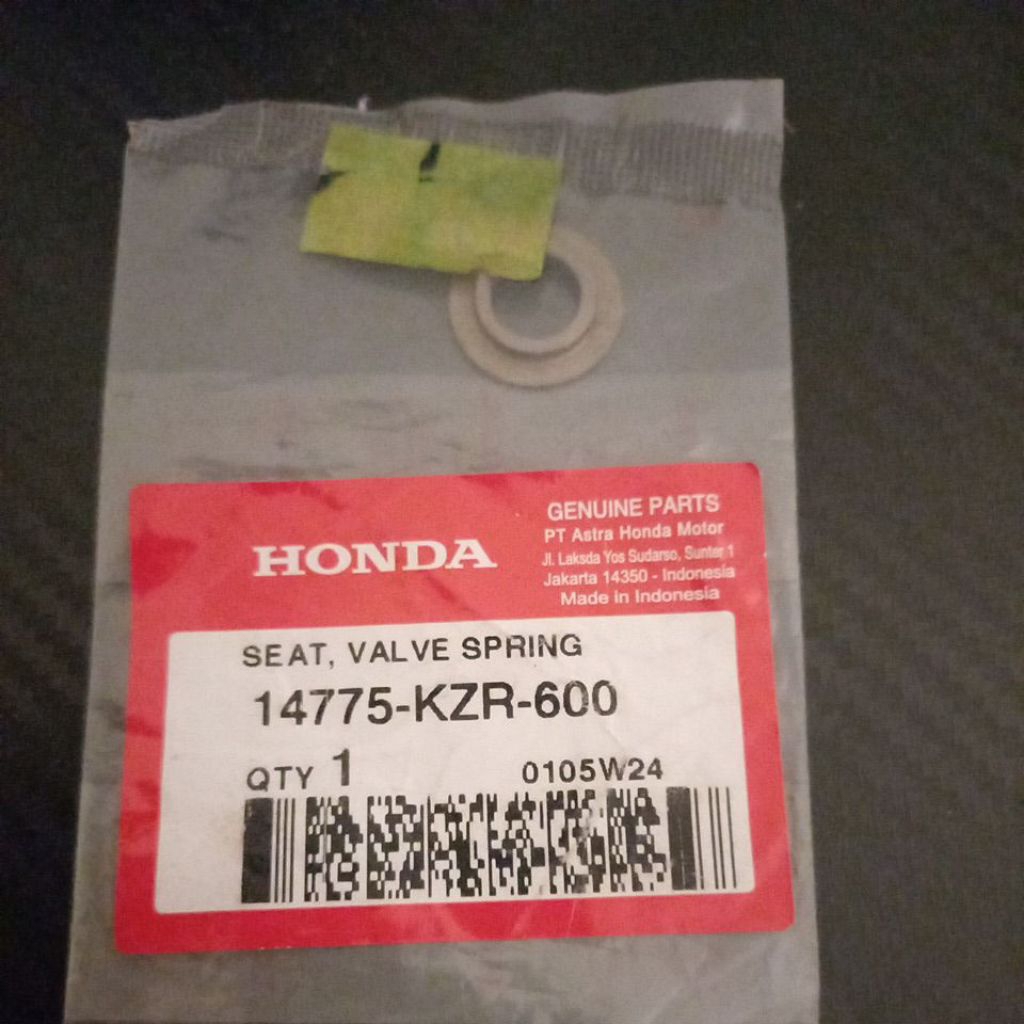 HONDA
GENUINE PARTS
PT Astra Honda Motor
Jl. Laksda Yos Sudarso, Sunter 1
Jakarta 14350 - Indonesia
Made in Indonesia
SEAT, VALVE SPRING
14775-KZR-600
QTY 1
0105W24